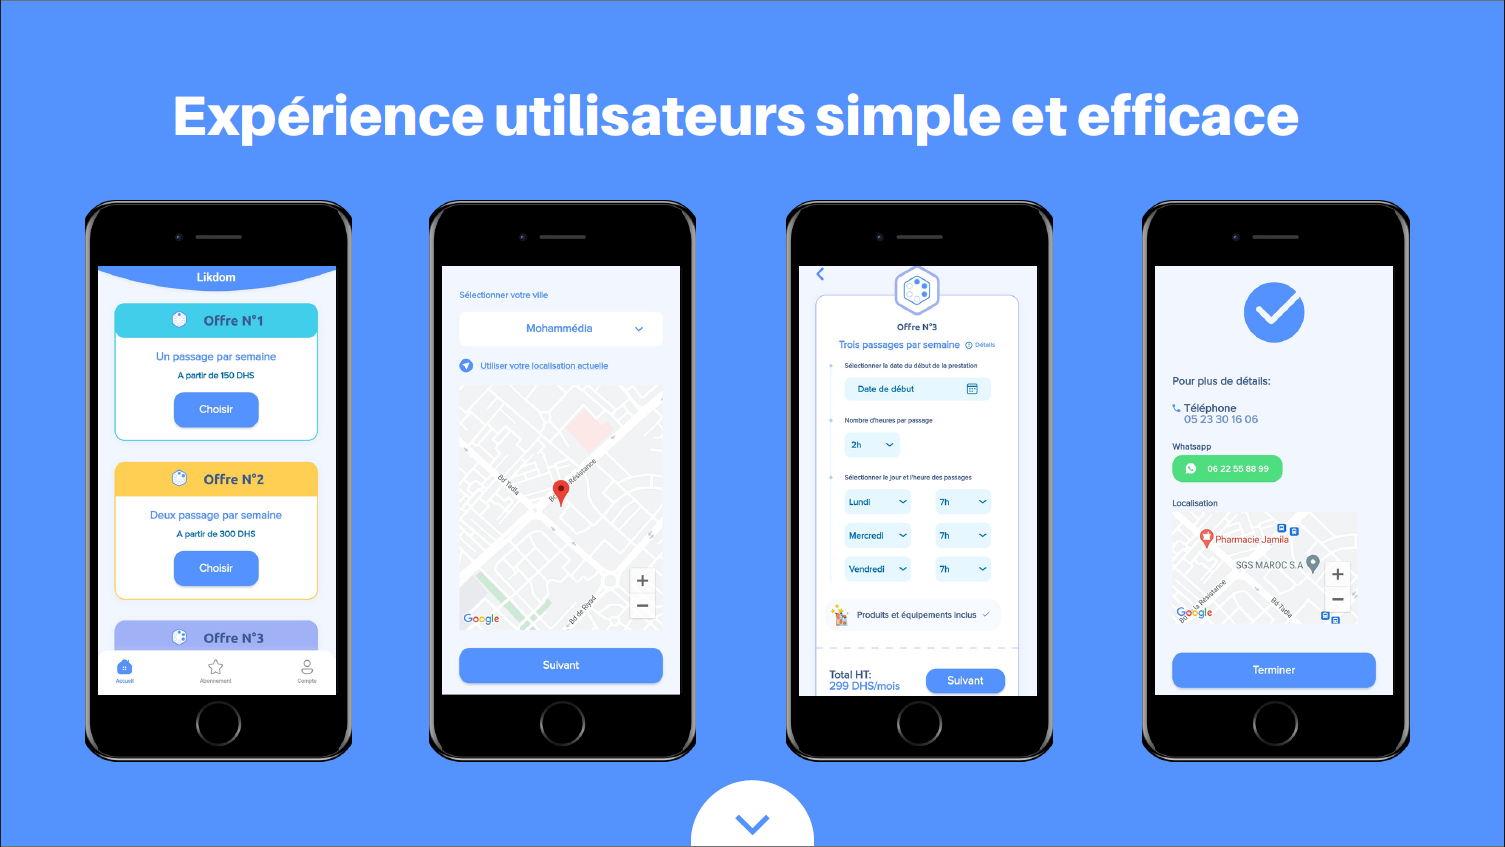 Expérience utilisateurs simple et efficace
Likdom
Offre N°1
Un passage par semaine
A partir de 150 DHS
Choisir
Offre N°2
Deux passage par semaine
A partir de 300 DHS
Choisir
Offre N°3
Accueil
Abonnement
Compte
Sélectionner votre ville
Mohammédia
Utiliser votre localisation actuelle
Bd Tadla
Bd de la Résistance
Bd de Riyad
+
−
Google
Suivant
Offre N°3
Trois passages par semaine
Détails
Sélectionner la date du début de la prestation
Date de début
Nombre d'heures par passage
2h
Sélectionner le jour et l'heure des passages
Lundi
7h
Mercredi
7h
Vendredi
7h
Produits et équipements inclus
Total HT:
299 DHS/mois
Suivant
Pour plus de détails:
Téléphone
05 23 30 16 06
Whatsapp
06 22 55 88 99
Localisation
Pharmacie Jamila
SGS MAROC S.A
la Résistance
Bd Tadla
+
−
Google
Terminer